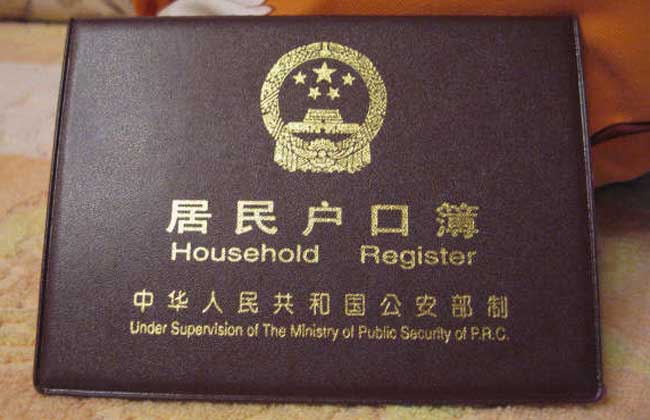 居民户口簿
Household Register
中华人民共和国公安部制
Under Supervision of The Ministry of Public Security of P.R.C.